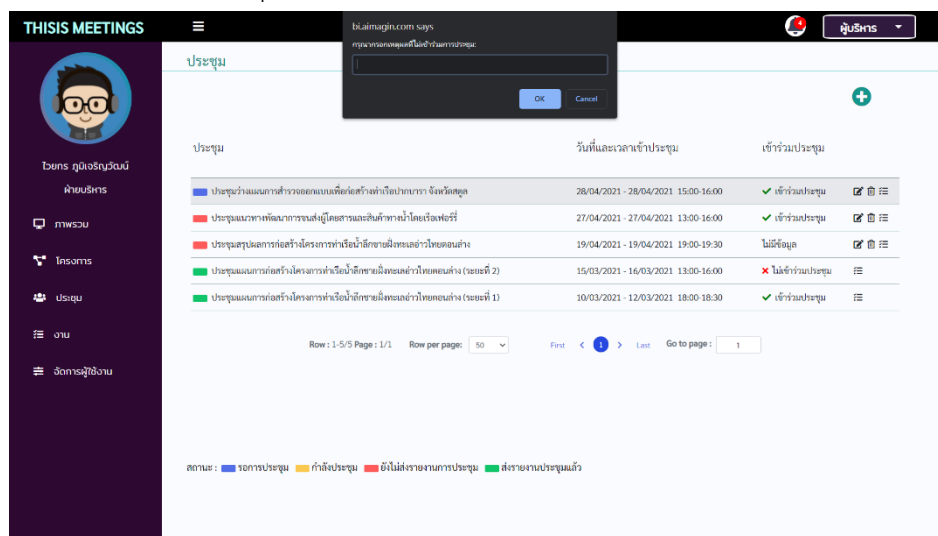 THISIS MEETINGS
bi.aimagin.com says
กรุณากรอกเหตุผลที่ไม่เข้าร่วมการประชุม:
OK
Cancel
4
ผู้บริหาร
ประชุม
ไวยกร ภูมิเจริญวัฒน์
ฝ่ายบริหาร
ภาพรวม
โครงการ
ประชุม
งาน
จัดการผู้ใช้งาน
ประชุม วันที่และเวลาเข้าประชุม เข้าร่วมประชุม
ประชุมว่างแผนการสำรวจออกแบบเพื่อก่อสร้างท่าเรือปากบารา จังหวัดสตูล 28/04/2021 - 28/04/2021 15:00-16:00 เข้าร่วมประชุม
ประชุมแนวทางพัฒนาการขนส่งผู้โดยสารและสินค้าทางน้ำโดยเรือเฟอร์รี่ 27/04/2021 - 27/04/2021 13:00-16:00 เข้าร่วมประชุม
ประชุมสรุปผลการก่อสร้างโครงการท่าเรือน้ำลึกชายฝั่งทะเลอ่าวไทยตอนล่าง 19/04/2021 - 19/04/2021 19:00-19:30 ไม่มีข้อมูล
ประชุมแผนการก่อสร้างโครงการท่าเรือน้ำลึกชายฝั่งทะเลอ่าวไทยตอนล่าง (ระยะที่ 2) 15/03/2021 - 16/03/2021 13:00-16:00 ไม่เข้าร่วมประชุม
ประชุมแผนการก่อสร้างโครงการท่าเรือน้ำลึกชายฝั่งทะเลอ่าวไทยตอนล่าง (ระยะที่ 1) 10/03/2021 - 12/03/2021 18:00-18:30 เข้าร่วมประชุม
Row : 1-5/5 Page : 1/1 Row per page: 50 First 1 Last Go to page : 1
สถานะ : รอการประชุม กำลังประชุม ยังไม่ส่งรายงานการประชุม ส่งรายงานประชุมแล้ว